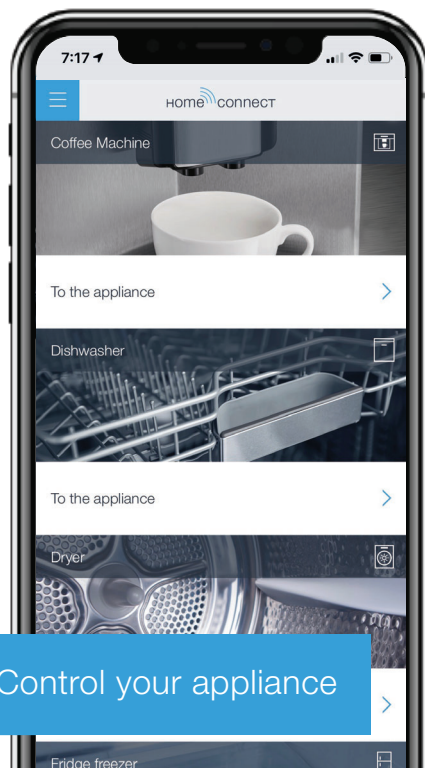 7:17
HOME CONNECT
Coffee Machine
To the appliance
Dishwasher
To the appliance
Dryer
Control your appliance
Fridge freezer